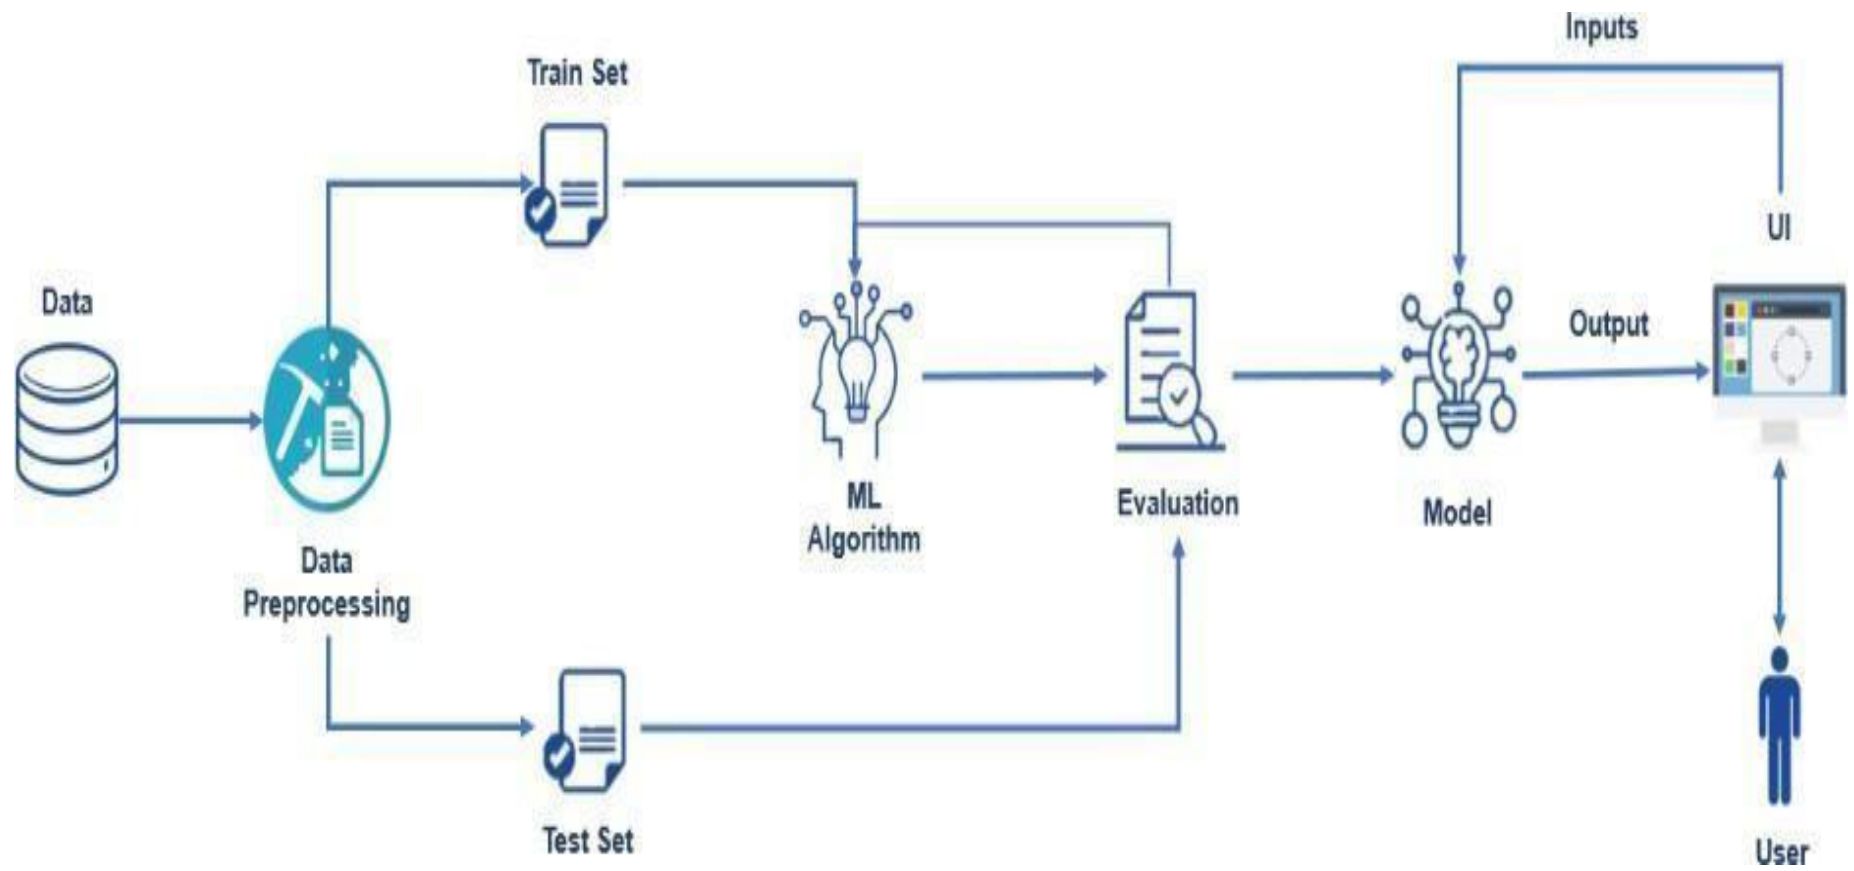 Inputs
Train Set
UI
Data
Output
ML
Algorithm
Evaluation
Model
Data
Preprocessing
Test Set
User